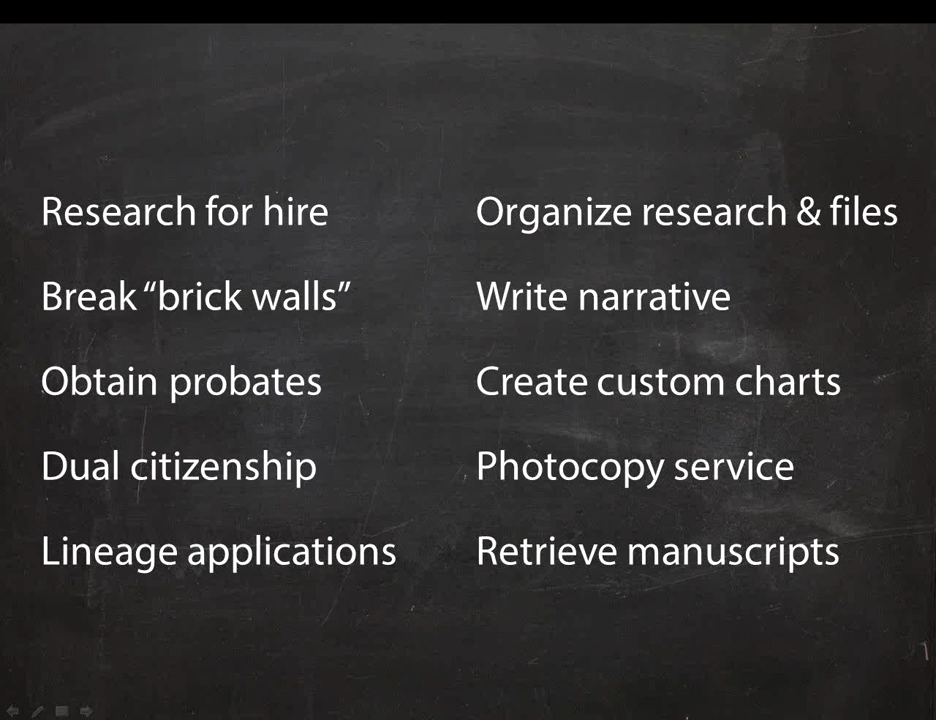 Research for hire
Break “brick walls”
Obtain probates
Dual citizenship
Lineage applications
Organize research & files
Write narrative
Create custom charts
Photocopy service
Retrieve manuscripts